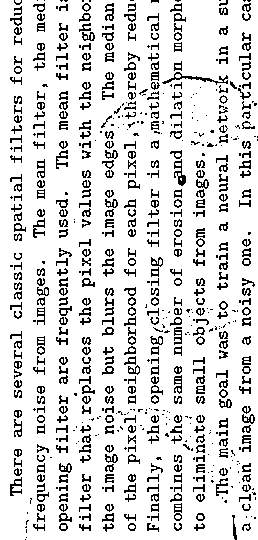 There are several classic spatial filters for reduc
frequency noise from images. The mean filter, the medi
opening filter are frequently used. The mean filter is
filter that replaces the pixel values with the neighbor
the image noise but blurs the image edges. The median
of the pixel neighborhood for each pixel, thereby reduc
Finally, the opening closing filter is a mathematical m
combines the same number of erosion and dilation morpho
to eliminate small objects from images.
The main goal was to train a neural network in a su
a clean image from a noisy one. In this particular cas